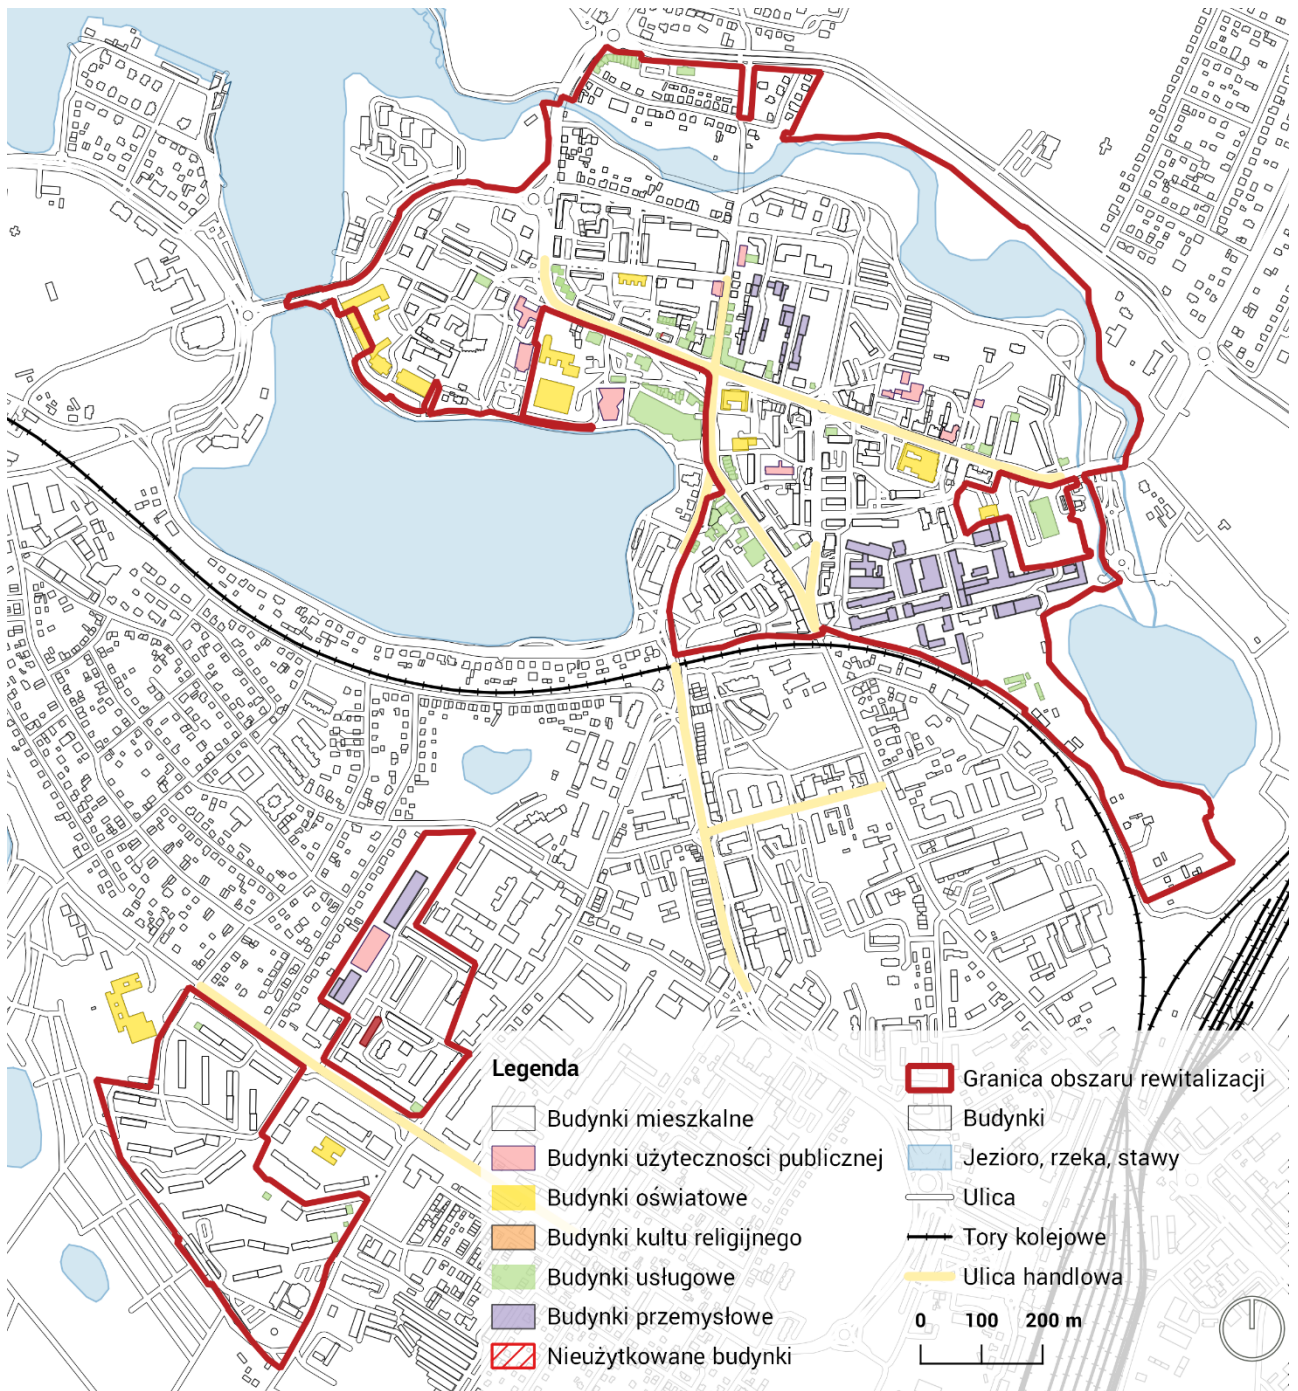 Legenda
Budynki mieszkalne
Budynki użyteczności publicznej
Budynki oświatowe
Budynki kultu religijnego
Budynki usługowe
Budynki przemysłowe
Nieużytkowane budynki
Granica obszaru rewitalizacji
Budynki
Jezioro, rzeka, stawy
Ulica
Tory kolejowe
Ulica handlowa
0 100 200 m